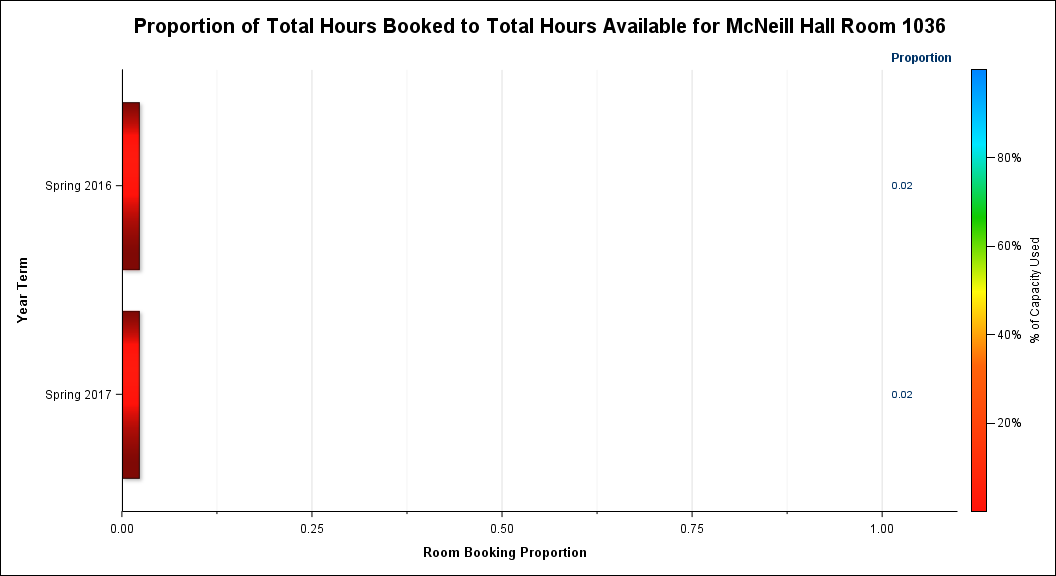 Proportion of Total Hours Booked to Total Hours Available for McNeill Hall Room 1036
Proportion
Spring 2016
0.02
Spring 2017
0.02
Year Term
0.00 0.25 0.50 0.75 1.00
Room Booking Proportion
80%
60%
40%
20%
% of Capacity Used